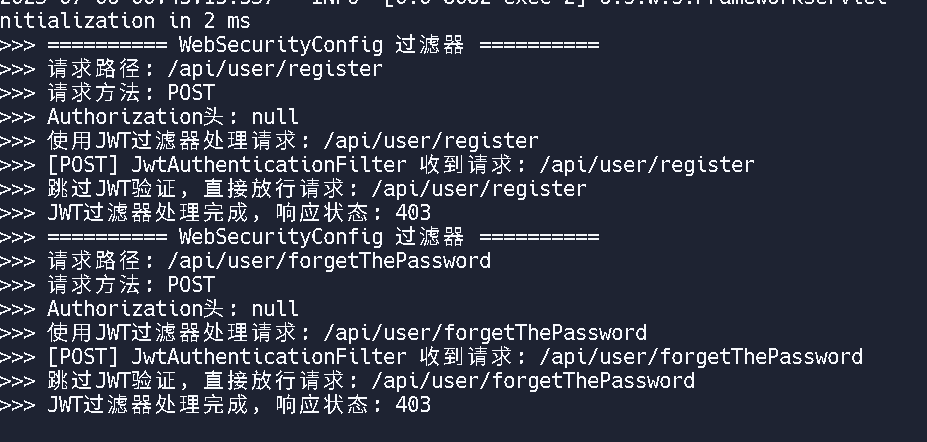 nitialization in 2 ms
>>> ========== WebSecurityConfig 过滤器 ==========
>>> 请求路径: /api/user/register
>>> 请求方法: POST
>>> Authorization头: null
>>> 使用JWT过滤器处理请求: /api/user/register
>>> [POST] JwtAuthenticationFilter 收到请求: /api/user/register
>>> 跳过JWT验证，直接放行请求: /api/user/register
>>> JWT过滤器处理完成，响应状态: 403
>>> ========== WebSecurityConfig 过滤器 ==========
>>> 请求路径: /api/user/forgetThePassword
>>> 请求方法: POST
>>> Authorization头: null
>>> 使用JWT过滤器处理请求: /api/user/forgetThePassword
>>> [POST] JwtAuthenticationFilter 收到请求: /api/user/forgetThePassword
>>> 跳过JWT验证，直接放行请求: /api/user/forgetThePassword
>>> JWT过滤器处理完成，响应状态: 403